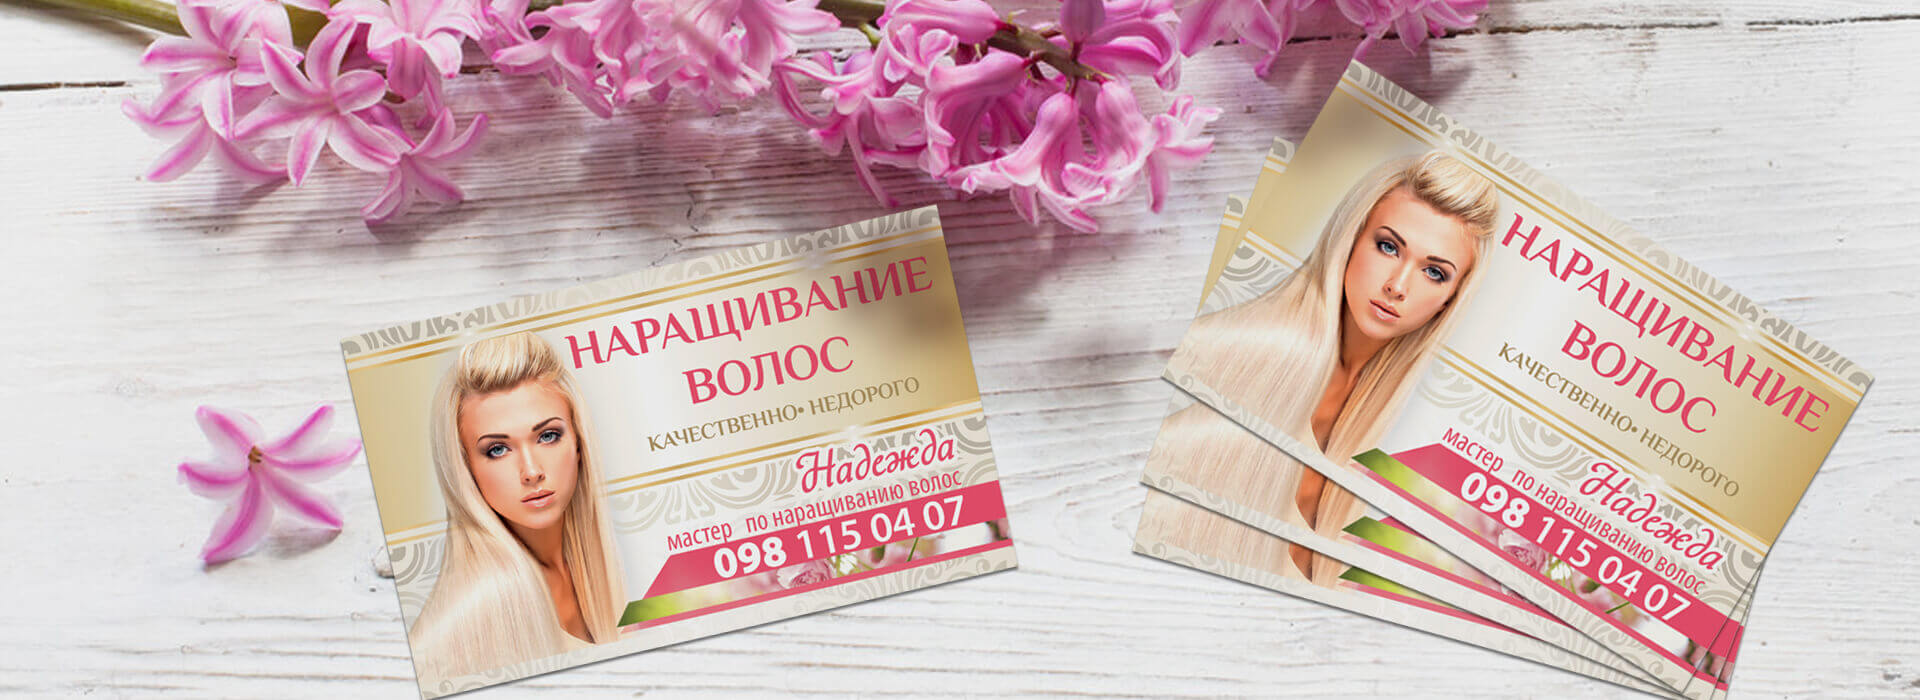 НАРАЩИВАНИЕ
ВОЛОС
КАЧЕСТВЕННО• НЕДОРОГО
Надежда
мастер по наращиванию волос
098 115 04 07
НАРАЩИВАНИЕ
ВОЛОС
КАЧЕСТВЕННО• НЕДОРОГО
Надежда
мастер по наращиванию волос
098 115 04 07